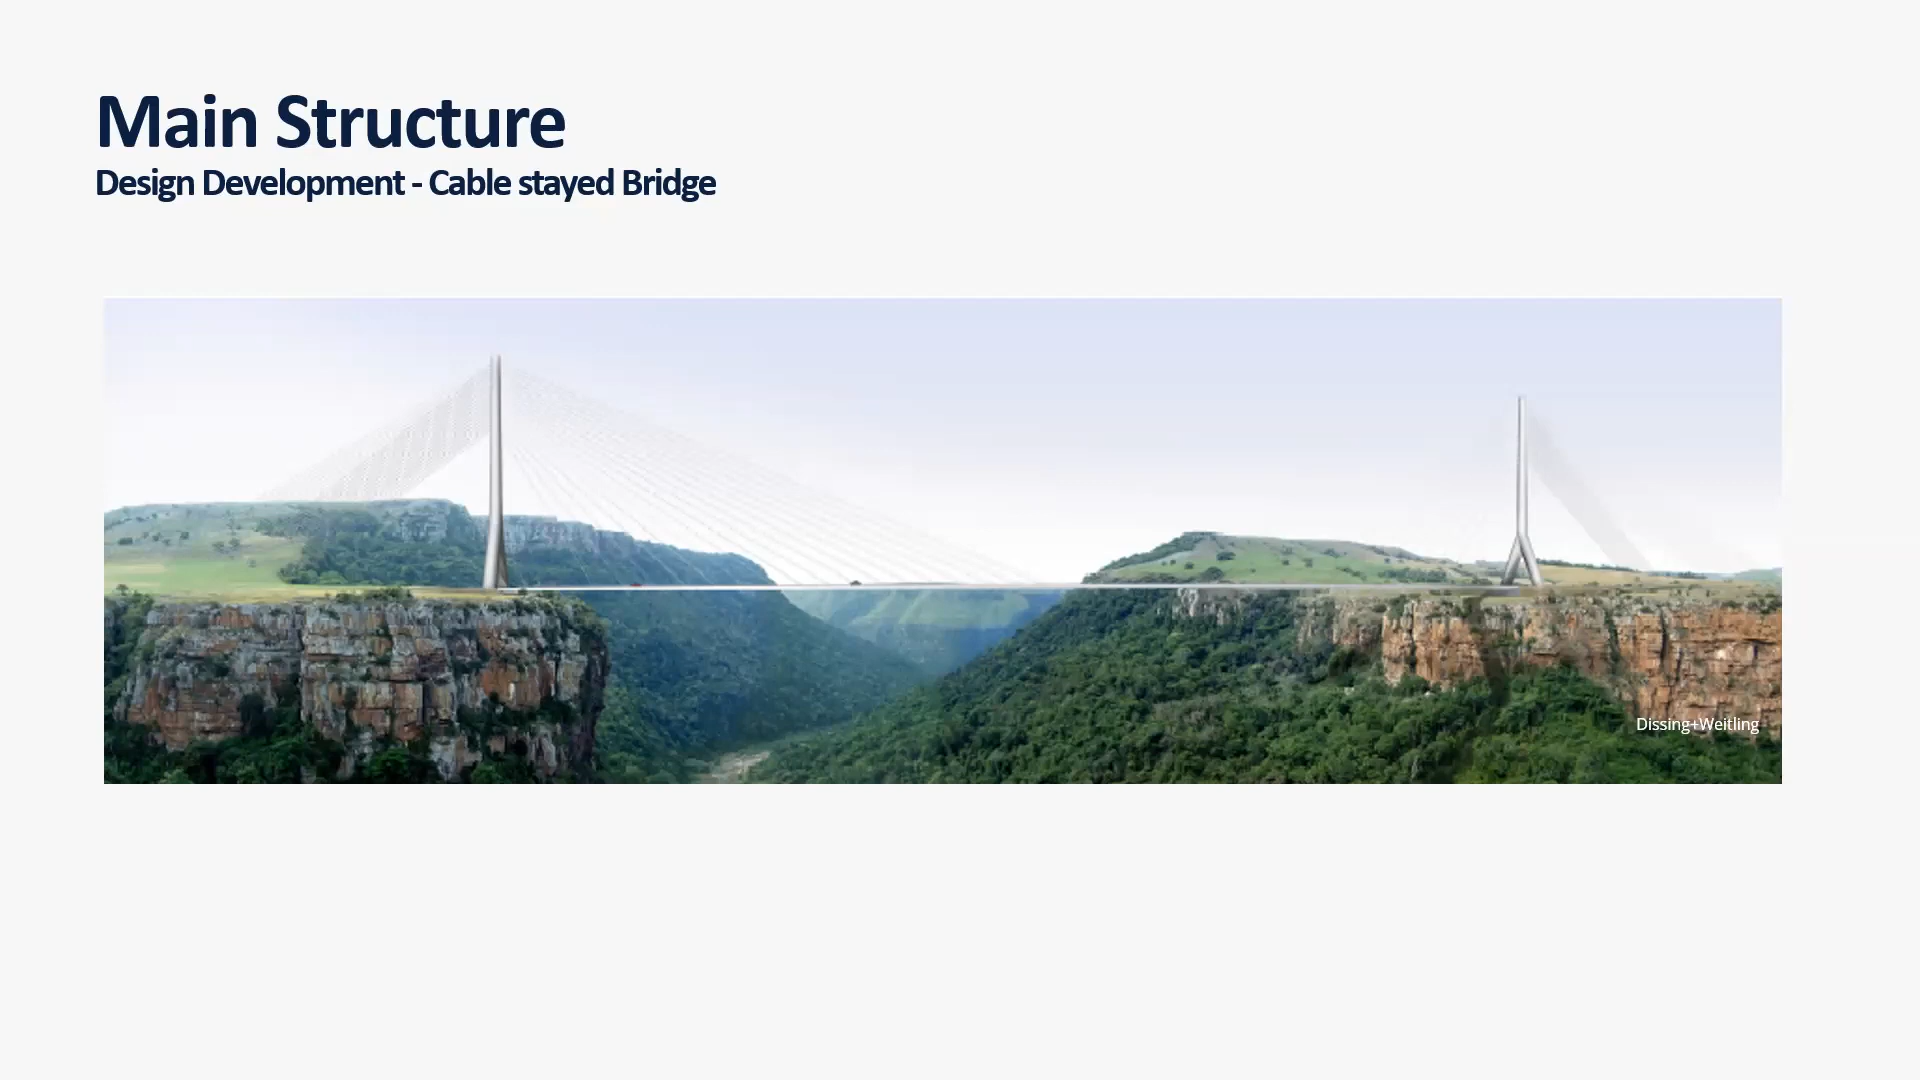 Main Structure
Design Development - Cable stayed Bridge
Dissing+Weitling